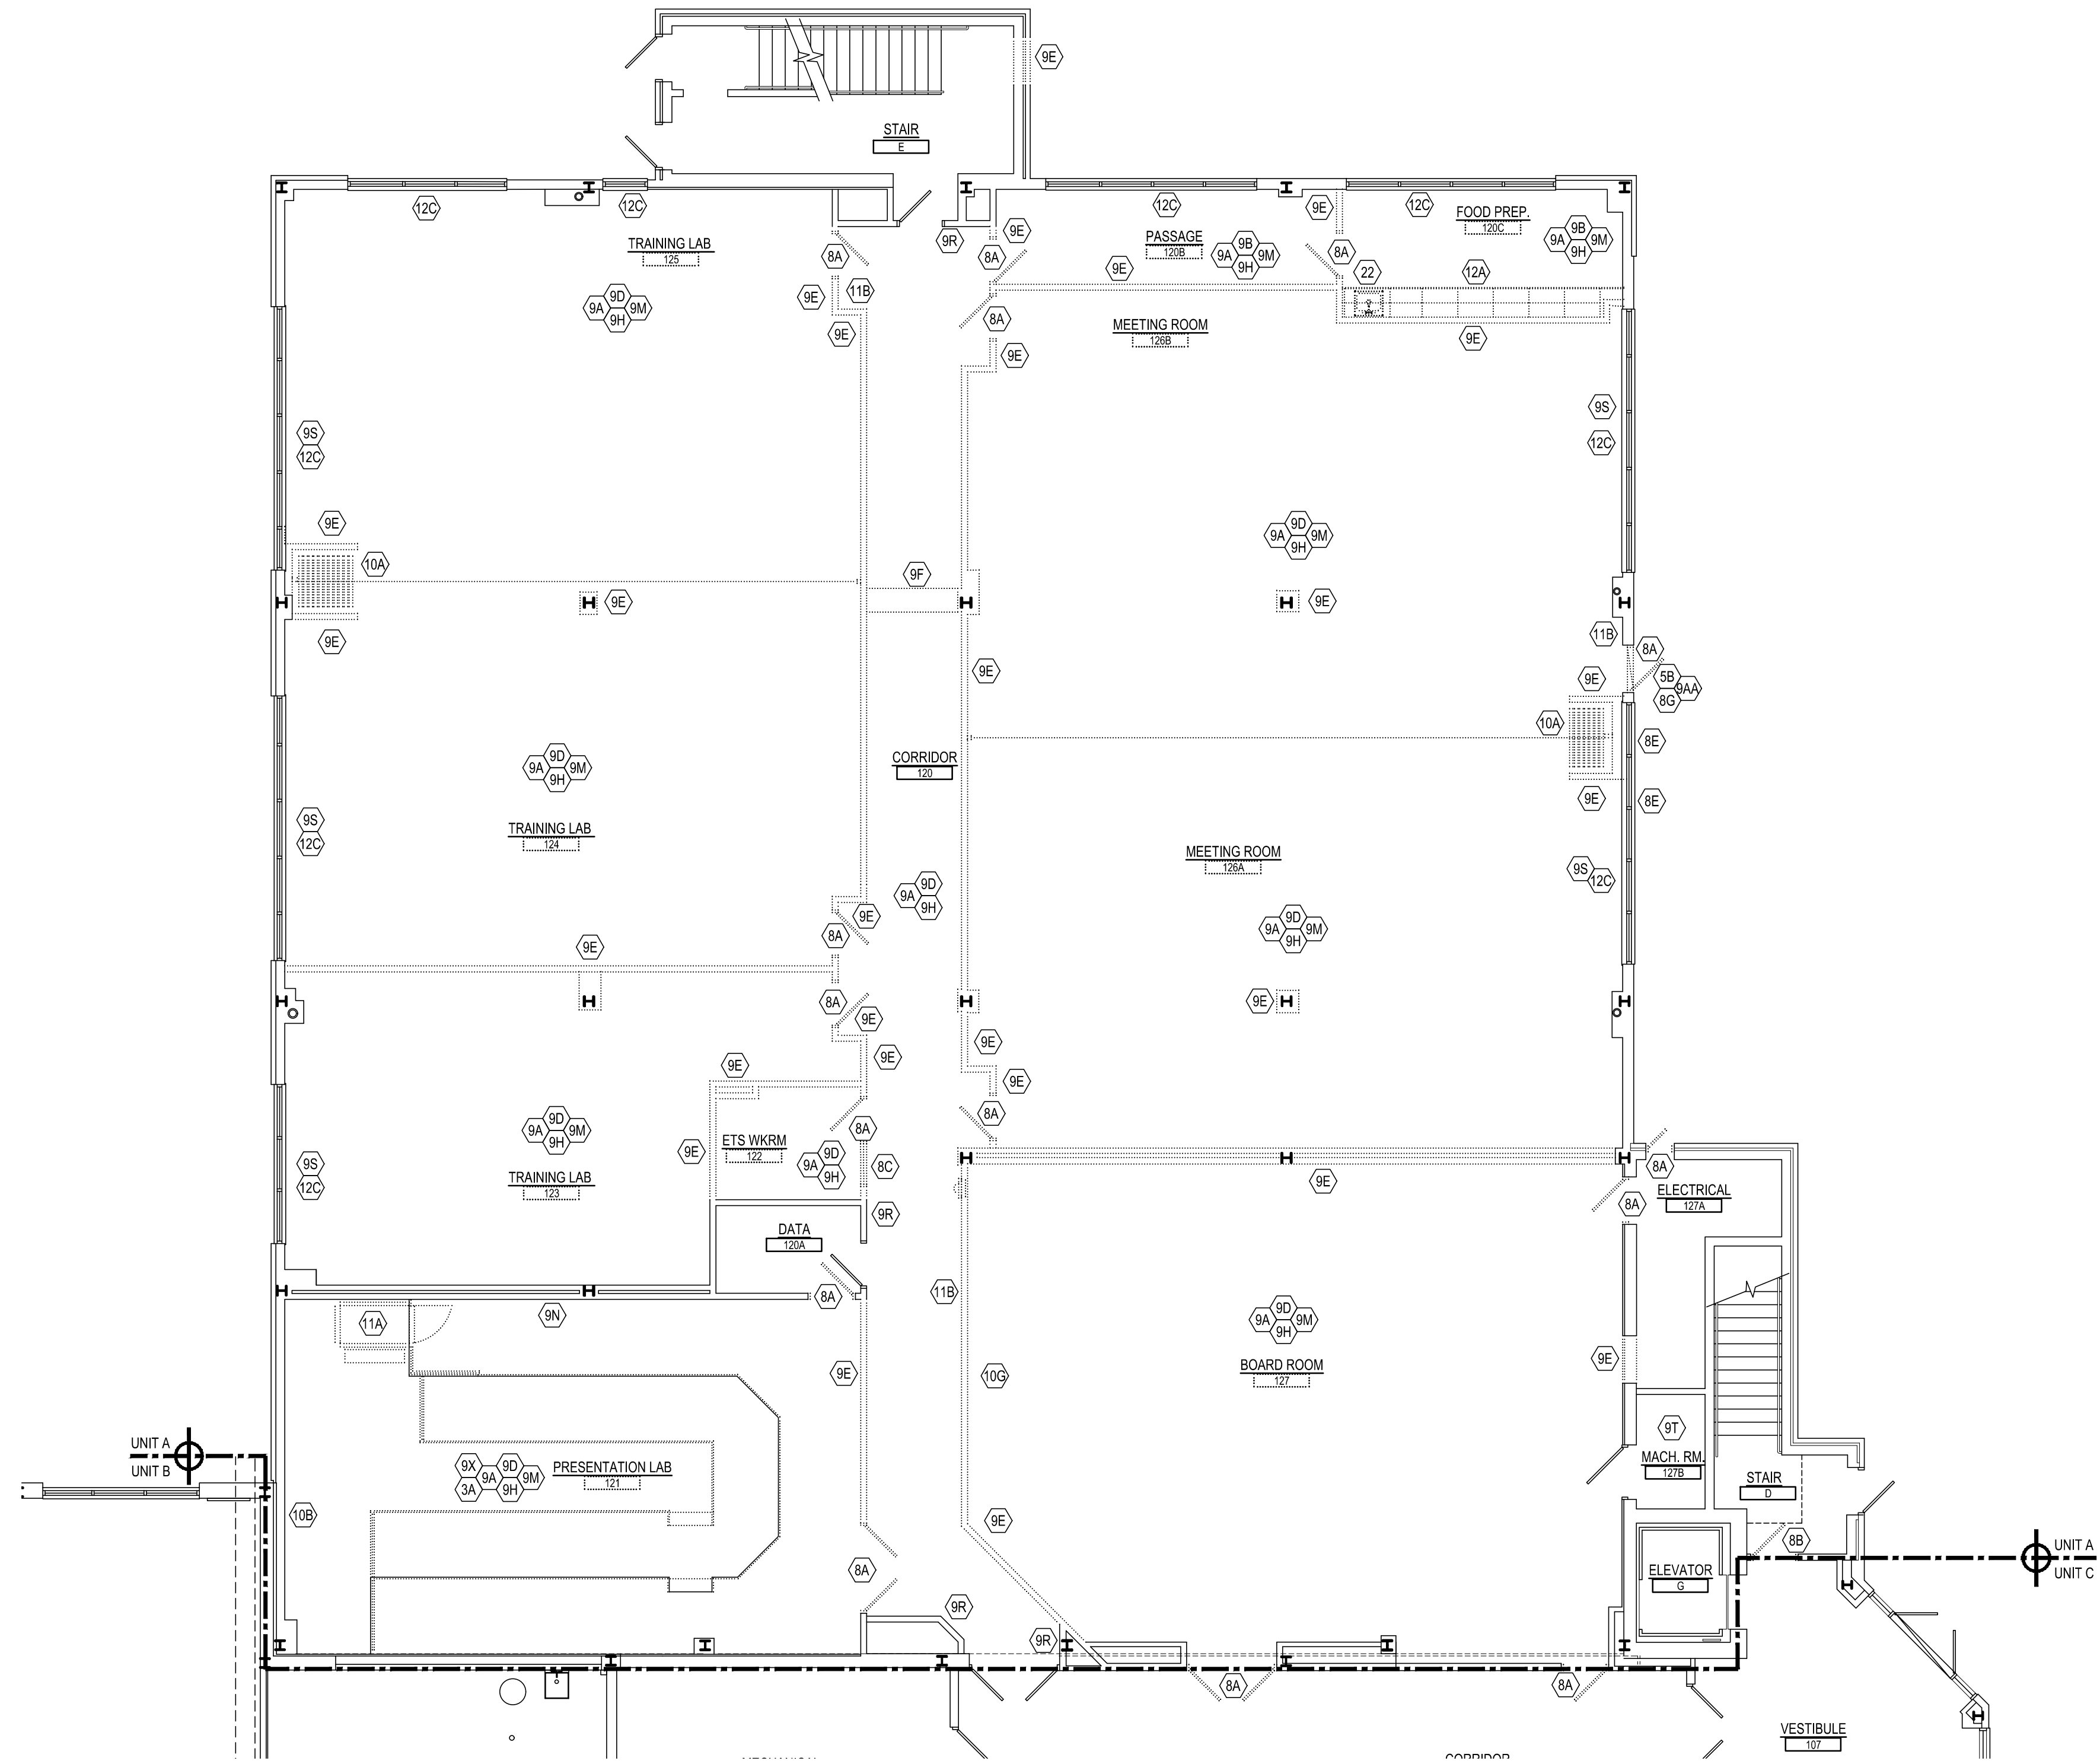 9E
STAIR
E
12C
12C
12C
12C
9E
FOOD PREP.
120C
9B
9A
9M
9H
TRAINING LAB
125
8A
9R
9E
8A
PASSAGE
120B
9B
9A
9M
9H
8A
9E
22
12A
9D
9A
9M
9H
9E
11B
9E
8A
MEETING ROOM
126B
9E
9E
9S
12C
9S
12C
9E
10A
9D
9A
9M
9H
9F
9E
9E
9E
11B
8A
5B
9AA
8G
9E
9E
10A
8E
8E
9E
9D
9A
9M
9H
CORRIDOR
120
TRAINING LAB
124
9S
12C
MEETING ROOM
126A
9S
12C
9D
9A
9H
9E
8A
9D
9A
9M
9H
9E
8A
9E
9E
9E
9E
9E
9E
8A
9D
9A
9M
9H
9E
ETS WKRM
122
9D
9A
9H
8A
8C
9S
12C
TRAINING LAB
123
9E
8A
8A
ELECTRICAL
127A
9R
DATA
120A
8A
11B
11A
9N
9D
9A
9M
9H
BOARD ROOM
127
9E
9E
10G
9T
MACH. RM.
127B
UNIT A
UNIT B
9X
9D
9A
9M
3A
9H
PRESENTATION LAB
121
STAIR
D
10B
9E
8B
UNIT A
UNIT C
8A
ELEVATOR
G
9R
9R
8A
8A
VESTIBULE
107
CORRIDOR